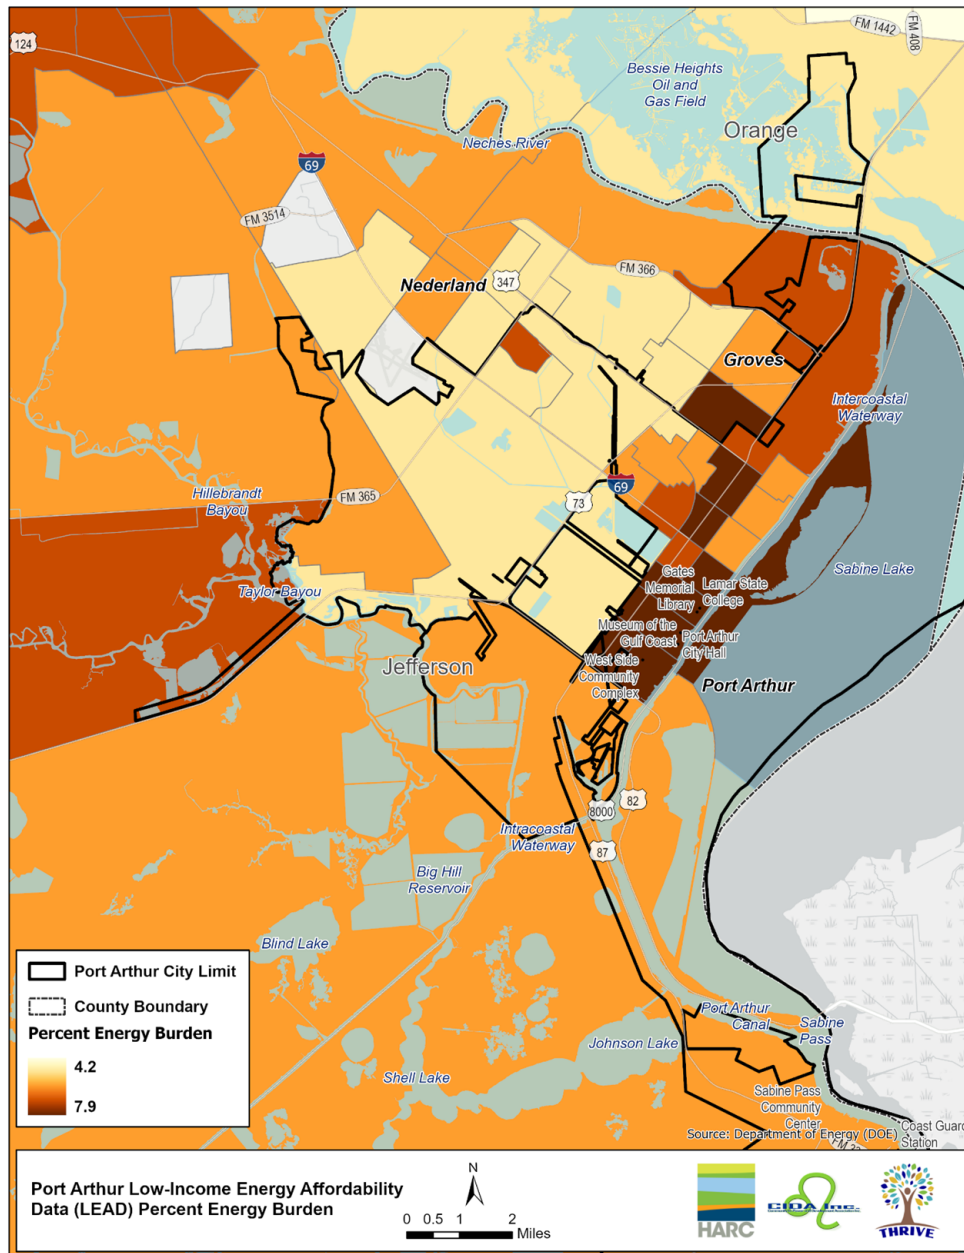 124
FM 1442
FM 408
Bessie Heights
Oil and
Gas Field
Orange
Neches River
69
FM 3514
Nederland
347
FM 366
Groves
Intercoastal
Waterway
Hillebrandt
Bayou
FM 365
69
73
Sabine Lake
Taylor Bayou
Gates
Memorial
Library
Lamar State
College
Museum of the
Gulf Coast
Port Arthur
City Hall
Jefferson
West Side
Community
Complex
Port Arthur
82
8000
Intracoastal
Waterway
87
Big Hill
Reservoir
Blind Lake
Port Arthur
Canal
Sabine
Pass
Johnson Lake
Shell Lake
Sabine Pass
Community
Center
Source: Department of Energy (DOE)
Coast Guard
Station
Port Arthur City Limit
County Boundary
Percent Energy Burden
4.2
7.9
Port Arthur Low-Income Energy Affordability
Data (LEAD) Percent Energy Burden
N
0 0.5 1 2
Miles
HARC
CIDA Inc.
THRIVE